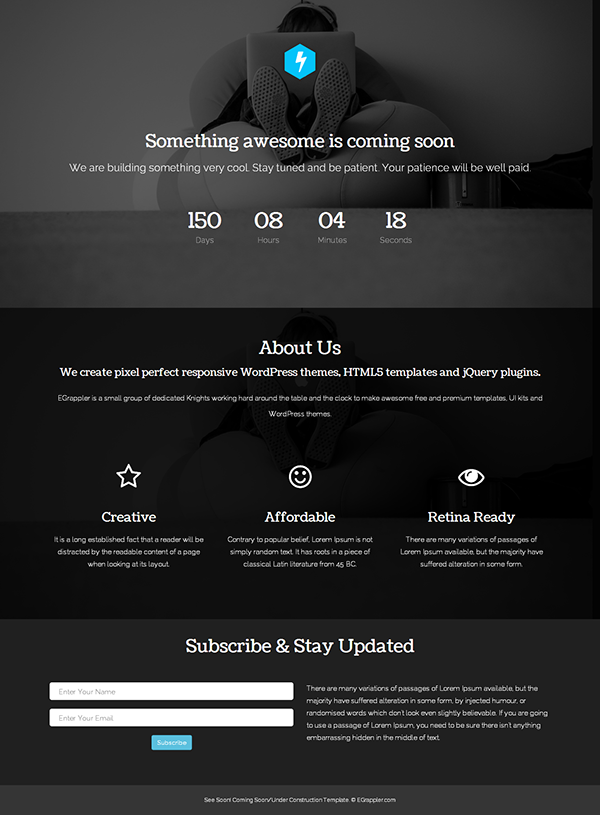 Something awesome is coming soon
We are building something very cool. Stay tuned and be patient. Your patience will be well paid.
150 08 04 18
Days Hours Minutes Seconds
About Us
We create pixel perfect responsive WordPress themes, HTML5 templates and jQuery plugins.
EGrappler is a small group of dedicated Knights working hard around the table and the clock to make awesome free and premium templates, UI kits and
WordPress themes.
Creative
It is a long established fact that a reader will be
distracted by the readable content of a page
when looking at its layout.
Affordable
Contrary to popular belief, Lorem Ipsum is not
simply random text. It has roots in a piece of
classical Latin literature from 45 BC.
Retina Ready
There are many variations of passages of
Lorem Ipsum available, but the majority have
suffered alteration in some form.
Subscribe & Stay Updated
Enter Your Name
Enter Your Email
Subscribe
There are many variations of passages of Lorem Ipsum available, but the
majority have suffered alteration in some form, by injected humour, or
randomised words which don't look even slightly believable. If you are going
to use a passage of Lorem Ipsum, you need to be sure there isn't anything
embarrassing hidden in the middle of text.
See Soon! Coming Soon/Under Construction Template. © EGrappler.com